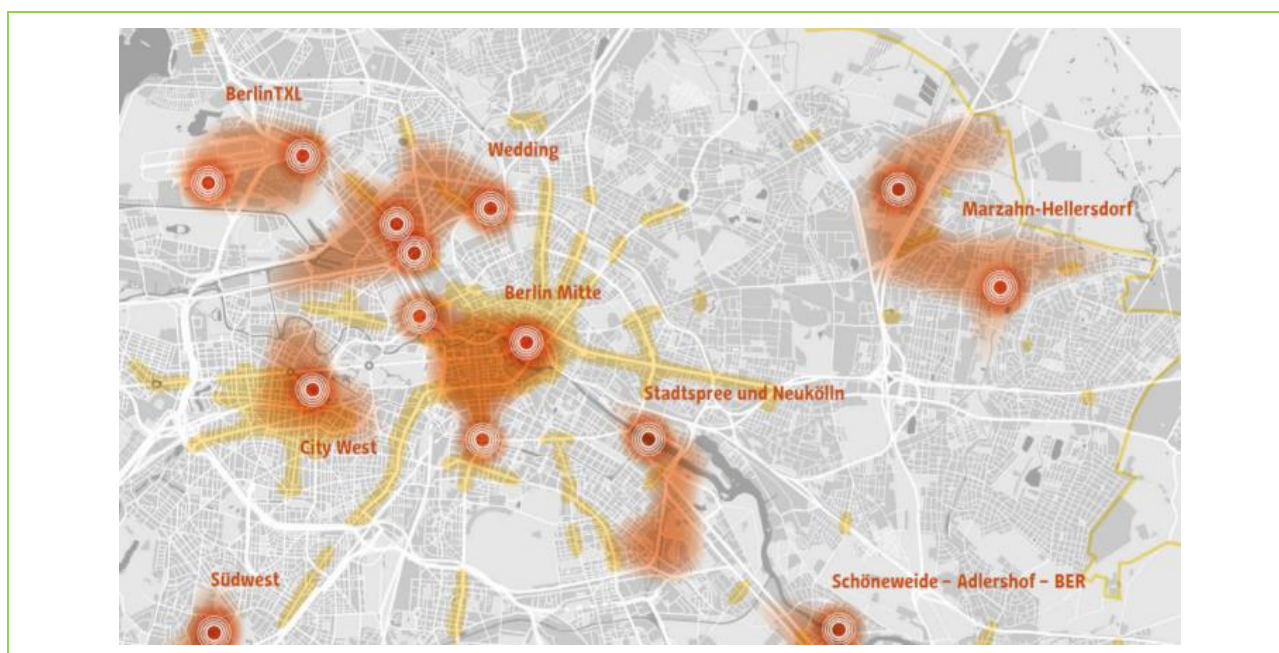 BerlinTXL
Wedding
Marzahn-Hellersdorf
Berlin Mitte
Stadtspree und Neukölln
City West
Südwest
Schöneweide – Adlershof – BER